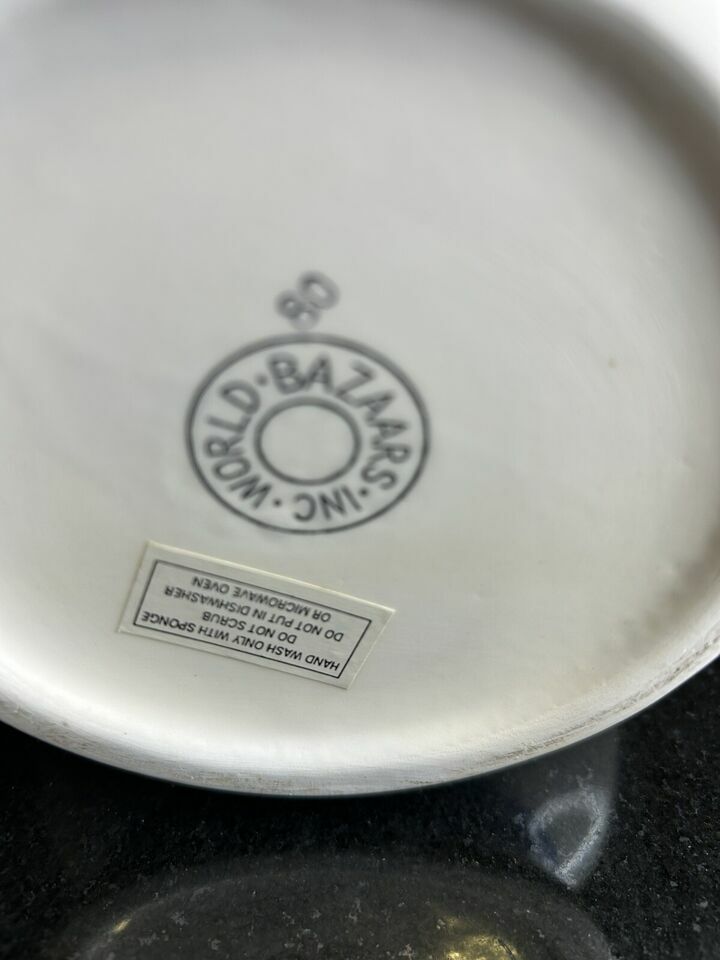 80
WORLD · BAZAARS · INC ·
HAND WASH ONLY WITH SPONGE
DO NOT SCRUB
DO NOT PUT IN DISHWASHER
OR MICROWAVE OVEN